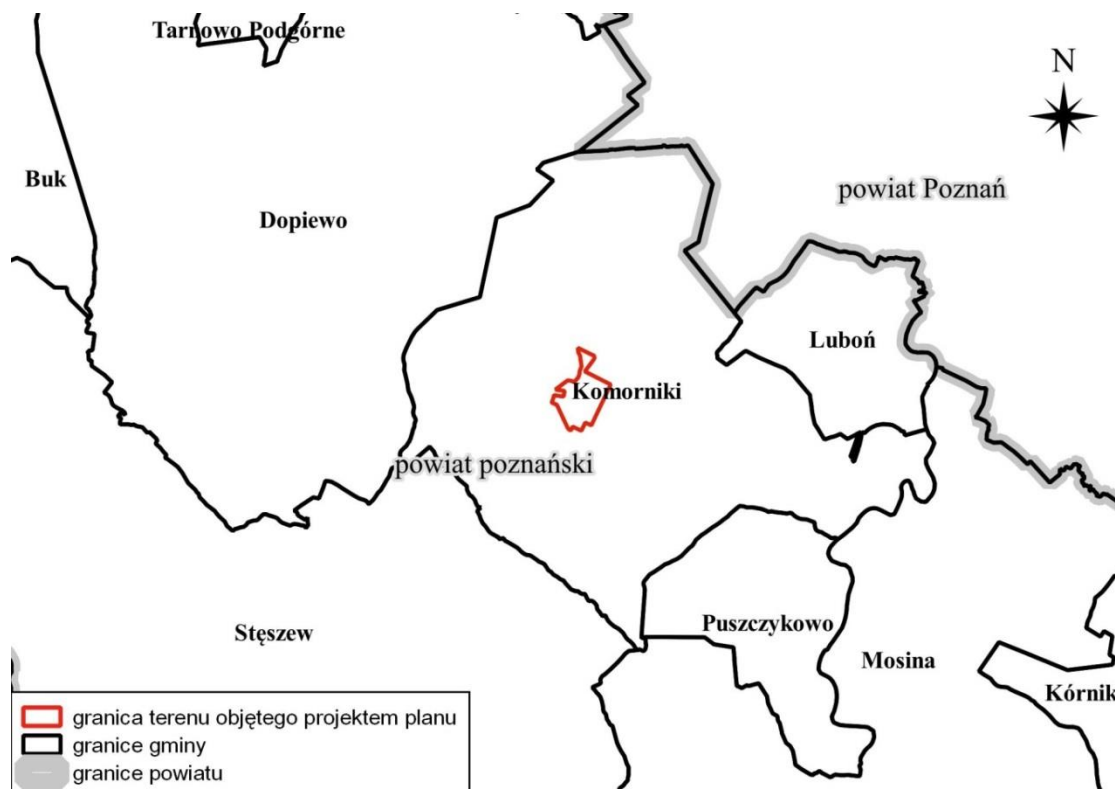 Tarnowo Podgórne
N
Buk
powiat Poznań
Dopiewo
Luboń
Komorniki
powiat poznański
Puszczykowo
Stęszew
Mosina
Kórnik
granica terenu objętego projektem planu
granice gminy
granice powiatu